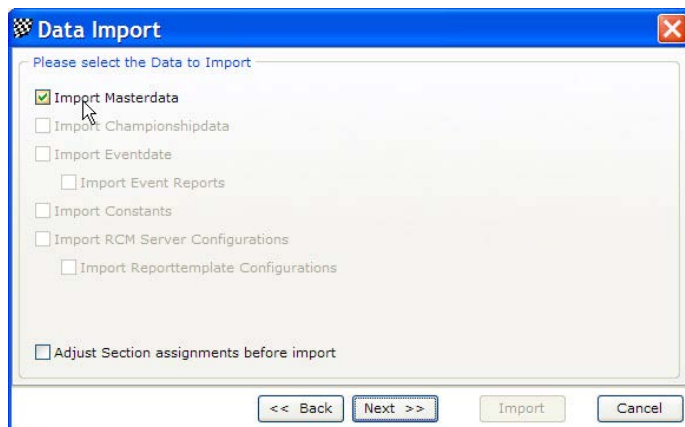 Data Import
Please select the Data to Import
Import Masterdata
Import Championshipdata
Import Eventdate
Import Event Reports
Import Constants
Import RCM Server Configurations
Import Reporttemplate Configurations
Adjust Section assignments before import
<< Back Next >> Import Cancel